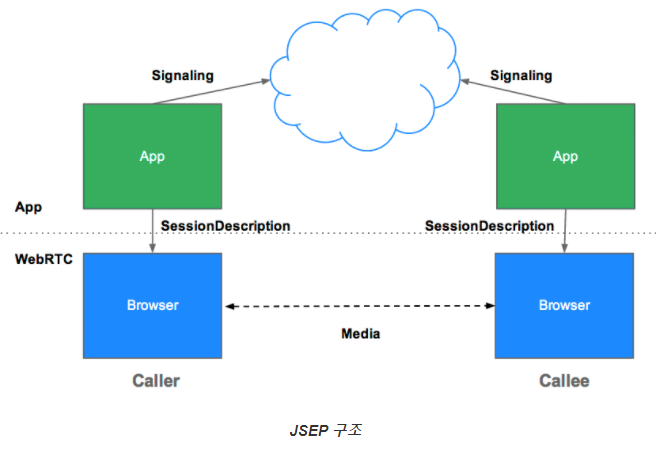 Signaling
Signaling
App
App
App
SessionDescription
SessionDescription
WebRTC
Browser
Browser
Media
Caller
Callee
JSEP 구조